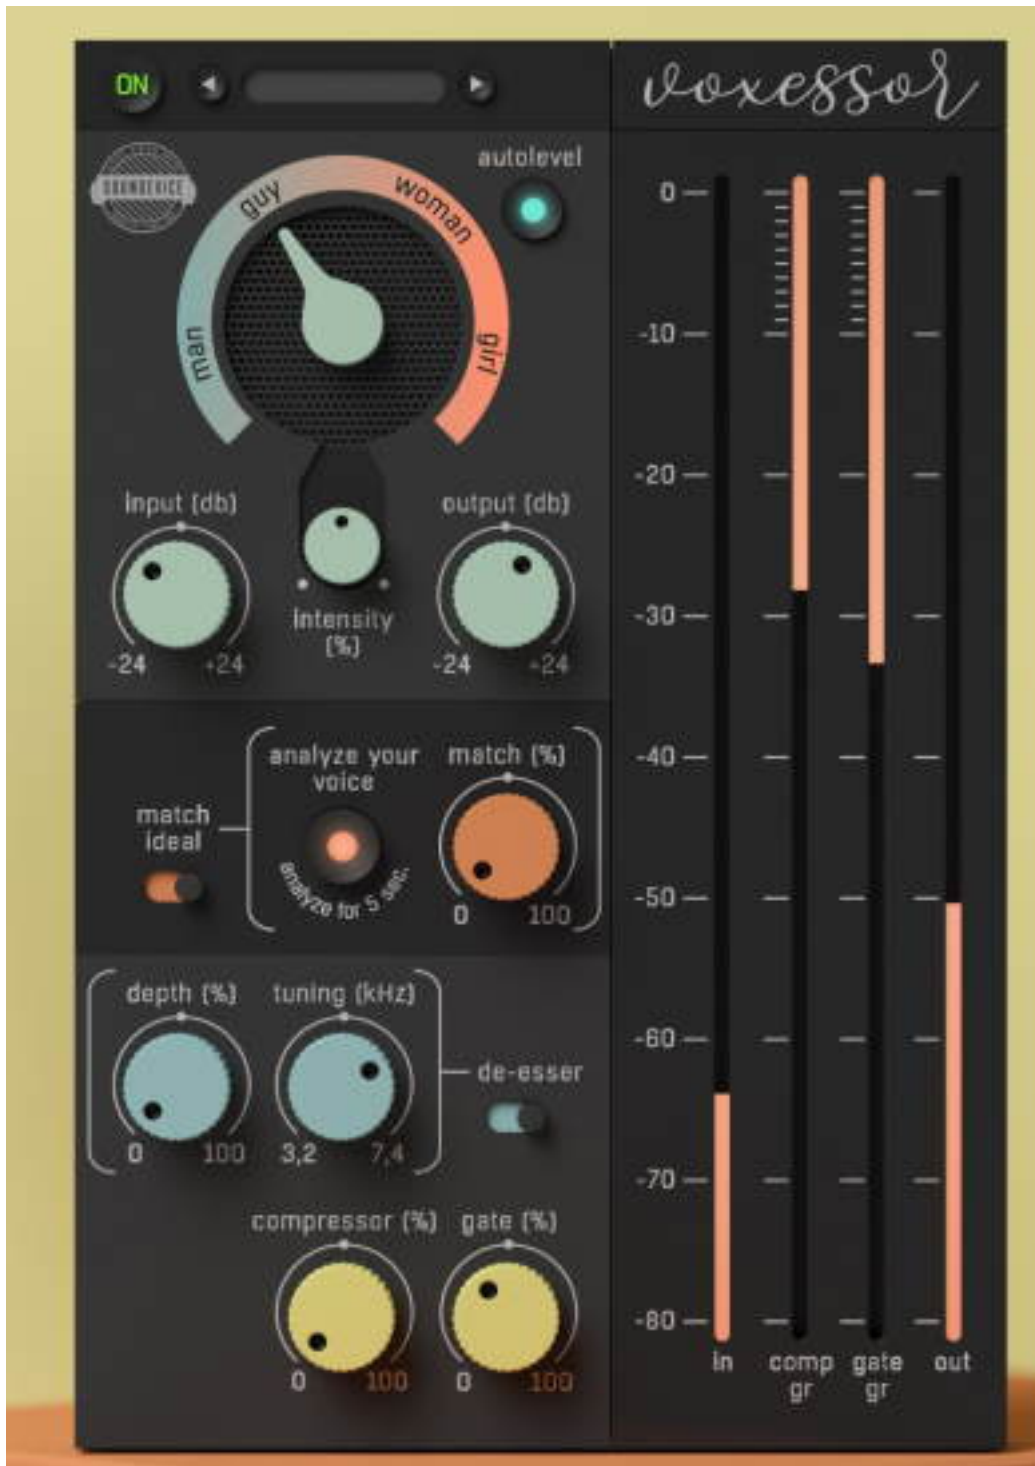 ON
voxessor
SOUNDEVICE
autolevel
man
guy
woman
girl
input (db)
output (db)
-24
+24
intensity
(%)
-24
+24
analyze your
voice
match (%)
match
ideal
analyze for 5 sec.
0
100
depth (%)
tuning (kHz)
de-esser
0
100
3,2
7,4
compressor (%)
gate (%)
0
100
0
100
0
-10
-20
-30
-40
-50
-60
-70
-80
in
comp
gr
gate
gr
out